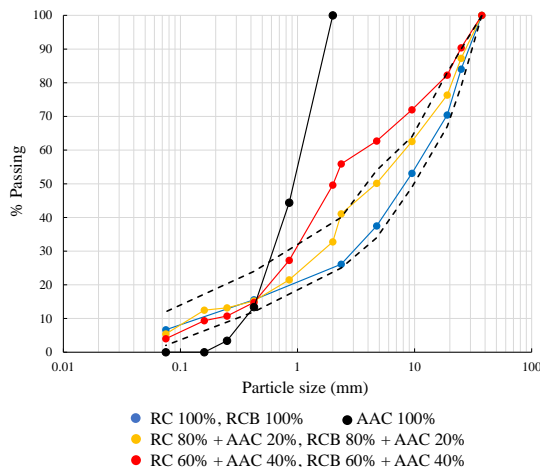 100
90
80
70
60
50
40
30
20
10
0
% Passing
0.01 0.1 1 10 100
Particle size (mm)
RC 100%, RCB 100% AAC 100%
RC 80% + AAC 20%, RCB 80% + AAC 20%
RC 60% + AAC 40%, RCB 60% + AAC 40%